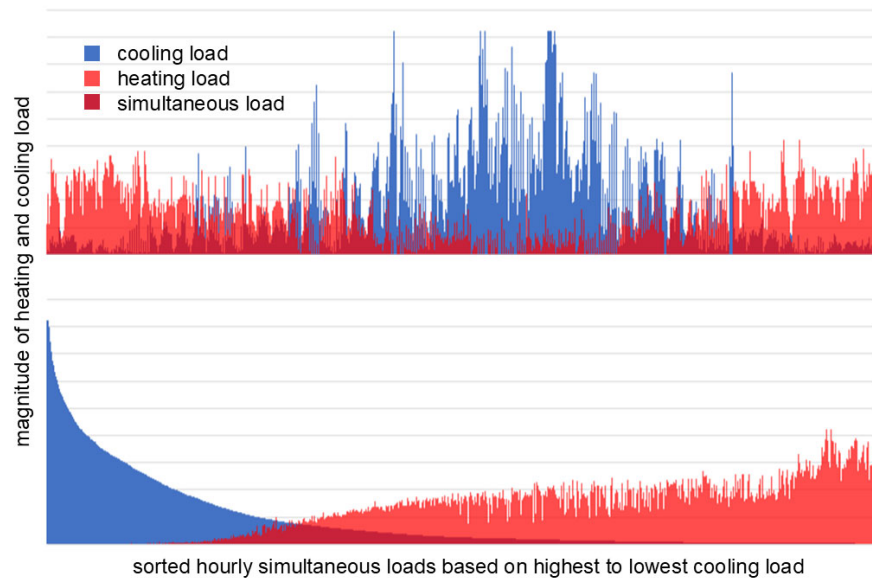 cooling load
heating load
simultaneous load
magnitude of heating and cooling load
sorted hourly simultaneous loads based on highest to lowest cooling load